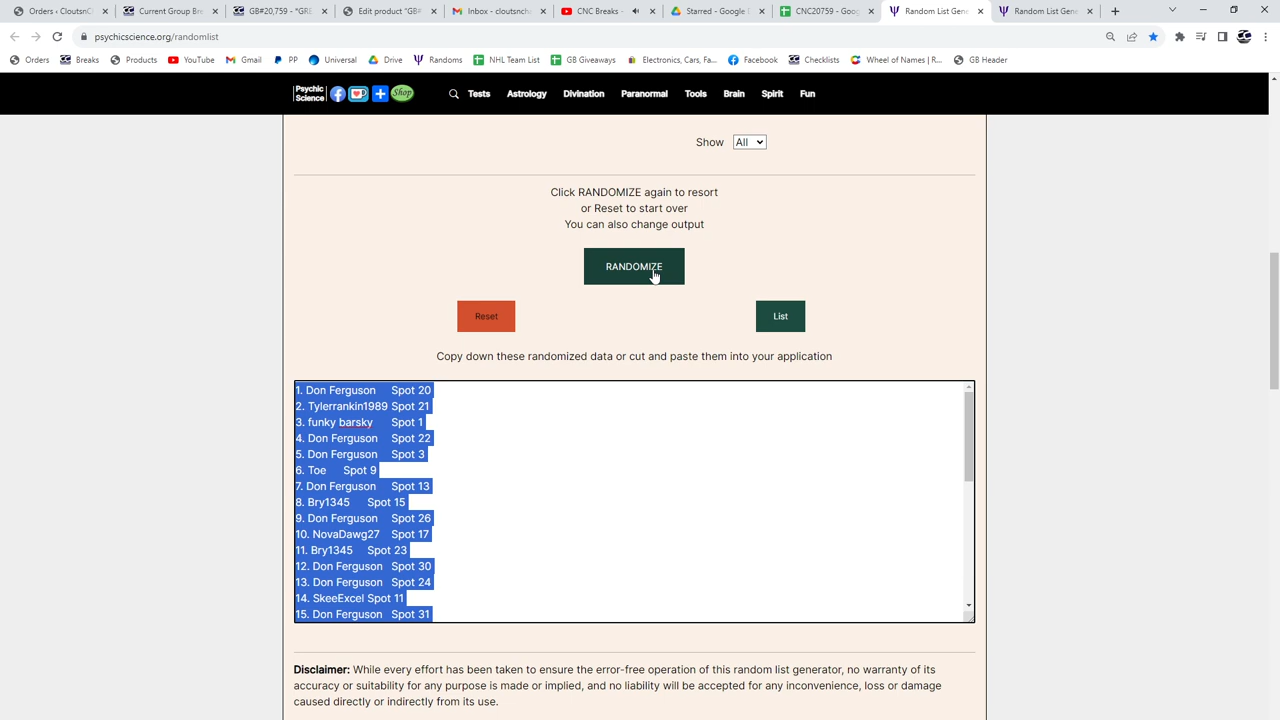 Orders ‹ CloutsnC
Current Group Bre
GB#20,759 – "GRE
Edit product "GB#
Inbox - cloutsnche
CNC Breaks -
Starred - Google D
CNC20759 - Goog
Random List Gene
Random List Gene
psychicscience.org/randomlist
Orders
Breaks
Products
YouTube
Gmail
PP
Universal
Drive
Randoms
NHL Team List
GB Giveaways
Electronics, Cars, Fa...
Facebook
Checklists
Wheel of Names | R...
GB Header
Psychic Science
Shop
Tests
Astrology
Divination
Paranormal
Tools
Brain
Spirit
Fun
Show All
Click RANDOMIZE again to resort
or Reset to start over
You can also change output
RANDOMIZE
Reset
List
Copy down these randomized data or cut and paste them into your application
1. Don Ferguson Spot 20
2. Tylerrankin1989 Spot 21
3. funky barsky Spot 1
4. Don Ferguson Spot 22
5. Don Ferguson Spot 3
6. Toe Spot 9
7. Don Ferguson Spot 13
8. Bry1345 Spot 15
9. Don Ferguson Spot 26
10. NovaDawg27 Spot 17
11. Bry1345 Spot 23
12. Don Ferguson Spot 30
13. Don Ferguson Spot 24
14. SkeeExcel Spot 11
15. Don Ferguson Spot 31
Disclaimer: While every effort has been taken to ensure the error-free operation of this random list generator, no warranty of its
accuracy or suitability for any purpose is made or implied, and no liability will be accepted for any inconvenience, loss or damage
caused directly or indirectly from its use.